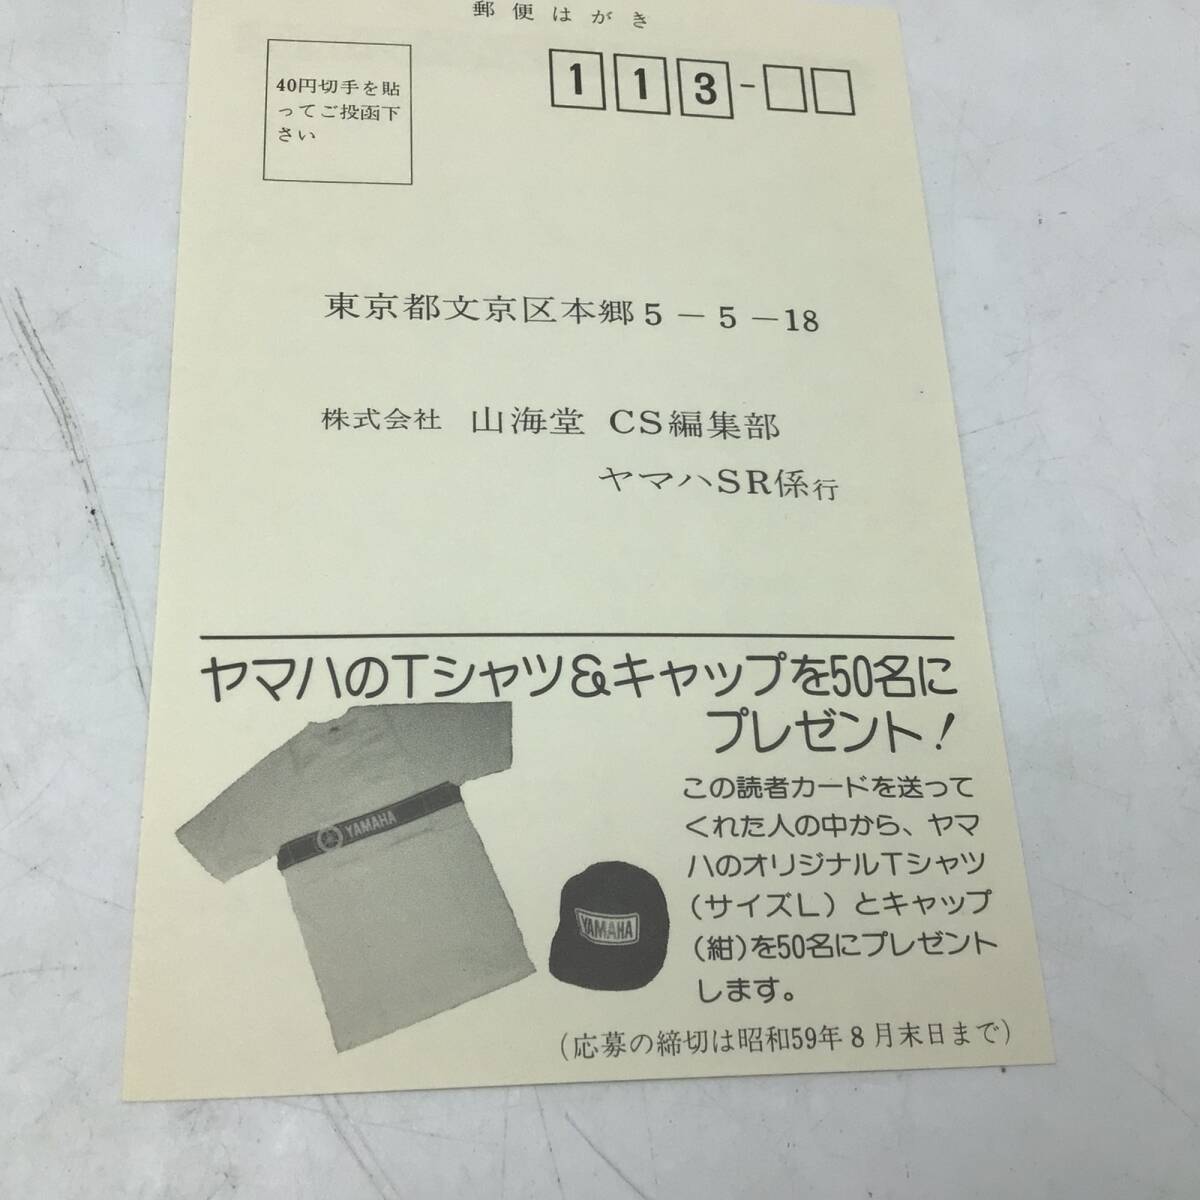 郵便はがき
40円切手を貼
ってご投函下
さい
113-
東京都文京区本郷5-5-18
株式会社 山海堂 CS編集部
ヤマハSR係行
ヤマハのTシャツ&キャップを50名に
プレゼント!
YAMAHA
YAMAHA
この読者カードを送って
くれた人の中から、ヤマ
ハのオリジナルTシャツ
(サイズL)とキャップ
(紺)を50名にプレゼント
します。
(応募の締切は昭和59年8月末日まで)